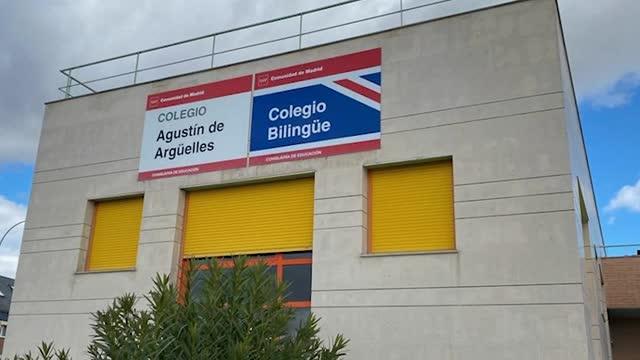 Comunidad de Madrid
COLEGIO
Agustín de
Argüelles
CONSEJERÍA DE EDUCACIÓN
Comunidad de Madrid
Colegio
Bilingüe
CONSEJERÍA DE EDUCACIÓN